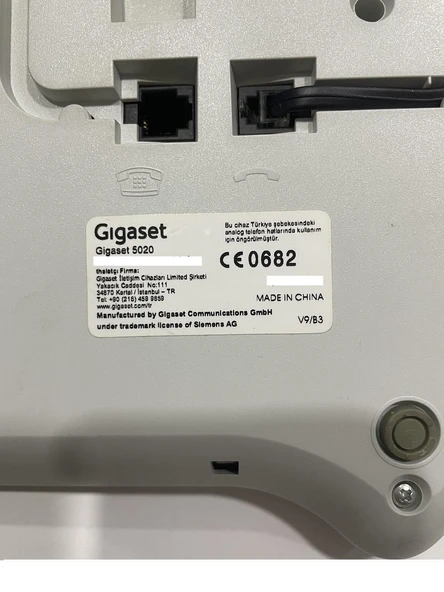 Gigaset
Gigaset 5020
Bu cihaz Türkiye şebekesindeki
analog telefon hatlarında kullanım
için öngörülmüştür.
CE 0682
İthalatçı Firma:
Gigaset İletişim Cihazları Limited Şirketi
Yakacık Caddesi No:111
34870 Kartal / İstanbul – TR
Tel: +90 (216) 459 9859
www.gigaset.com/tr
MADE IN CHINA
Manufactured by Gigaset Communications GmbH
under trademark license of Siemens AG
V9/B3